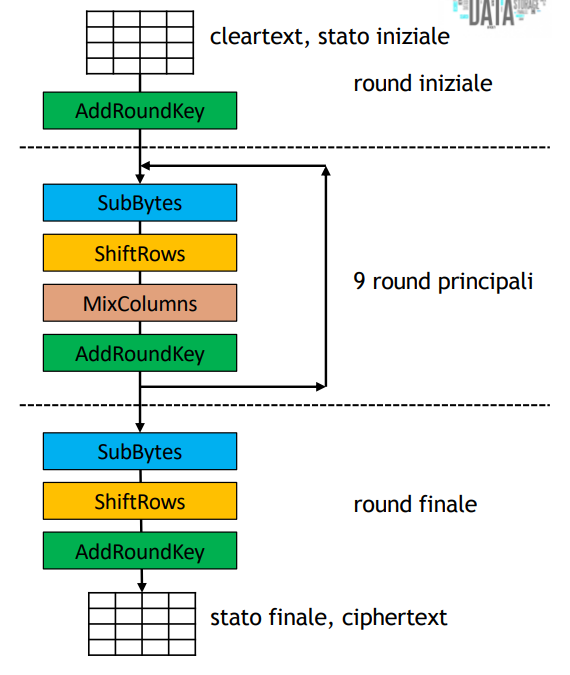 DATA
STORAGE
cleartext, stato iniziale
round iniziale
AddRoundKey
SubBytes
ShiftRows
9 round principali
MixColumns
AddRoundKey
SubBytes
ShiftRows
round finale
AddRoundKey
stato finale, ciphertext